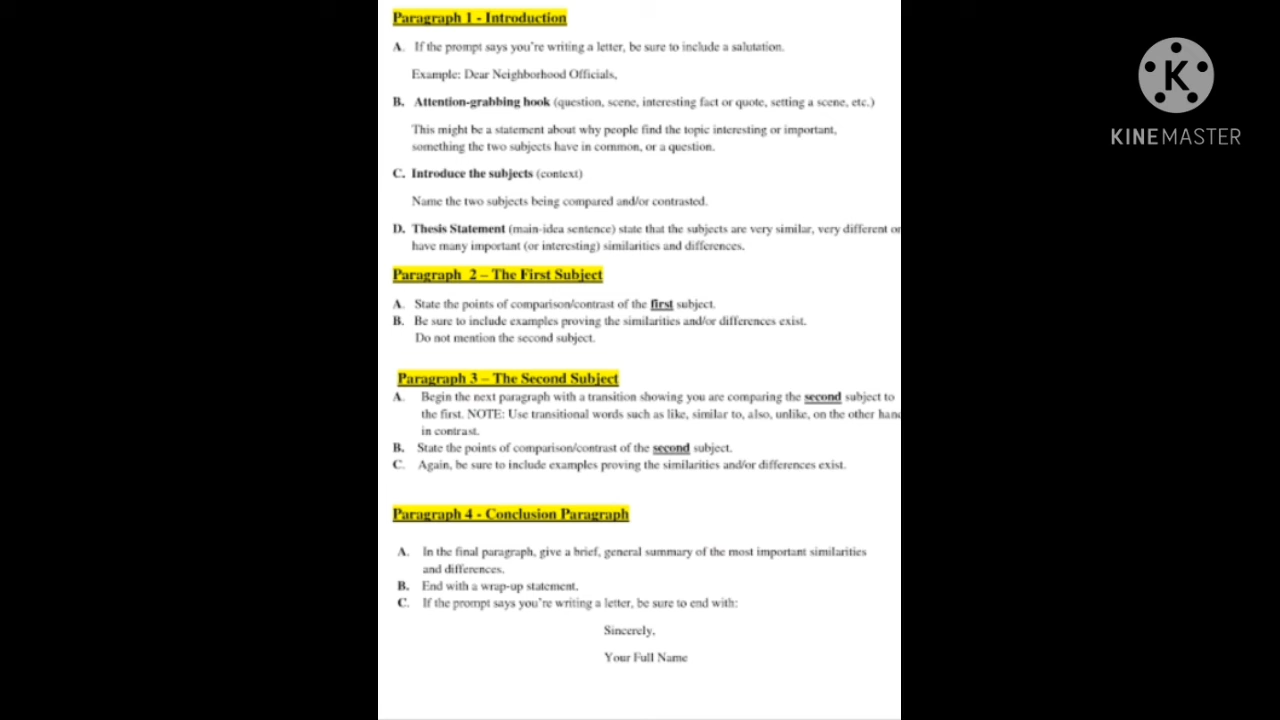 Paragraph 1 - Introduction
A. If the prompt says you're writing a letter, be sure to include a salutation.
Example: Dear Neighborhood Officials,
B. Attention-grabbing hook (question, scene, interesting fact or quote, setting a scene, etc.)
This might be a statement about why people find the topic interesting or important,
something the two subjects have in common, or a question.
C. Introduce the subjects (context)
Name the two subjects being compared and/or contrasted.
D. Thesis Statement (main-idea sentence) state that the subjects are very similar, very different or
have many important (or interesting) similarities and differences.
Paragraph 2 – The First Subject
A. State the points of comparison/contrast of the first subject.
B. Be sure to include examples proving the similarities and/or differences exist.
Do not mention the second subject.
Paragraph 3 – The Second Subject
A. Begin the next paragraph with a transition showing you are comparing the second subject to
the first. NOTE: Use transitional words such as like, similar to, also, unlike, on the other han
in contrast.
B. State the points of comparison/contrast of the second subject.
C. Again, be sure to include examples proving the similarities and/or differences exist.
Paragraph 4 - Conclusion Paragraph
A. In the final paragraph, give a brief, general summary of the most important similarities
and differences.
B. End with a wrap-up statement.
C. If the prompt says you're writing a letter, be sure to end with:
Sincerely,
Your Full Name
K
KINEMASTER